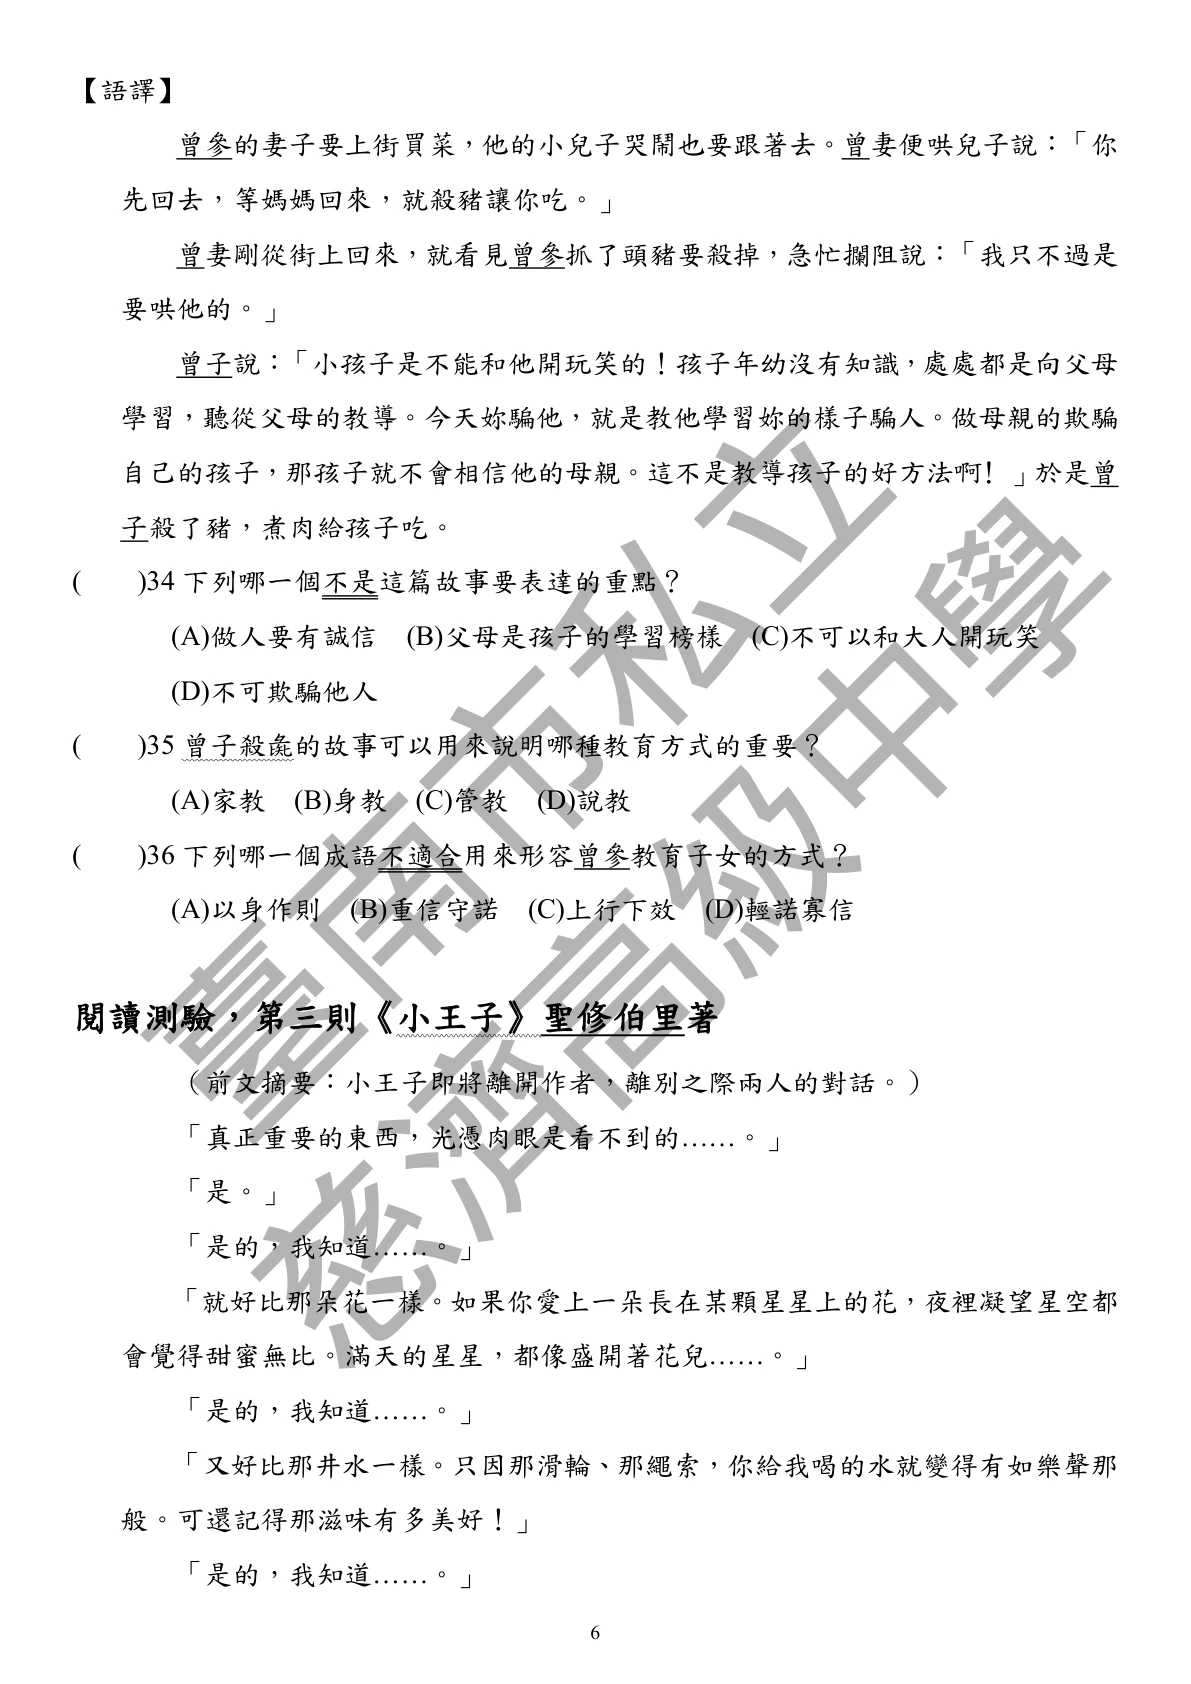 【語譯】
曾參的妻子要上街買菜，他的小兒子哭鬧也要跟著去。曾妻便哄兒子說：「你
先回去，等媽媽回來，就殺豬讓你吃。」
曾妻剛從街上回來，就看見曾參抓了頭豬要殺掉，急忙攔阻說：「我只不過是
要哄他的。」
曾子說：「小孩子是不能和他開玩笑的！孩子年幼沒有知識，處處都是向父母
學習，聽從父母的教導。今天妳騙他，就是教他學習妳的樣子騙人。做母親的欺騙
自己的孩子，那孩子就不會相信他的母親。這不是教導孩子的好方法啊！」於是曾
子殺了豬，煮肉給孩子吃。
(　　)34 下列哪一個不是這篇故事要表達的重點？
(A)做人要有誠信　(B)父母是孩子的學習榜樣　(C)不可以和大人開玩笑
(D)不可欺騙他人
(　　)35 曾子殺彘的故事可以用來說明哪種教育方式的重要？
(A)家教　(B)身教　(C)管教　(D)說教
(　　)36 下列哪一個成語不適合用來形容曾參教育子女的方式？
(A)以身作則　(B)重信守諾　(C)上行下效　(D)輕諾寡信
閱讀測驗，第三則《小王子》聖修伯里著
（前文摘要：小王子即將離開作者，離別之際兩人的對話。）
「真正重要的東西，光憑肉眼是看不到的……。」
「是。」
「是的，我知道……。」
「就好比那朵花一樣。如果你愛上一朵長在某顆星星上的花，夜裡凝望星空都
會覺得甜蜜無比。滿天的星星，都像盛開著花兒……。」
「是的，我知道……。」
「又好比那井水一樣。只因那滑輪、那繩索，你給我喝的水就變得有如樂聲那
般。可還記得那滋味有多美好！」
「是的，我知道……。」
6
臺南市私立
慈濟高級中學